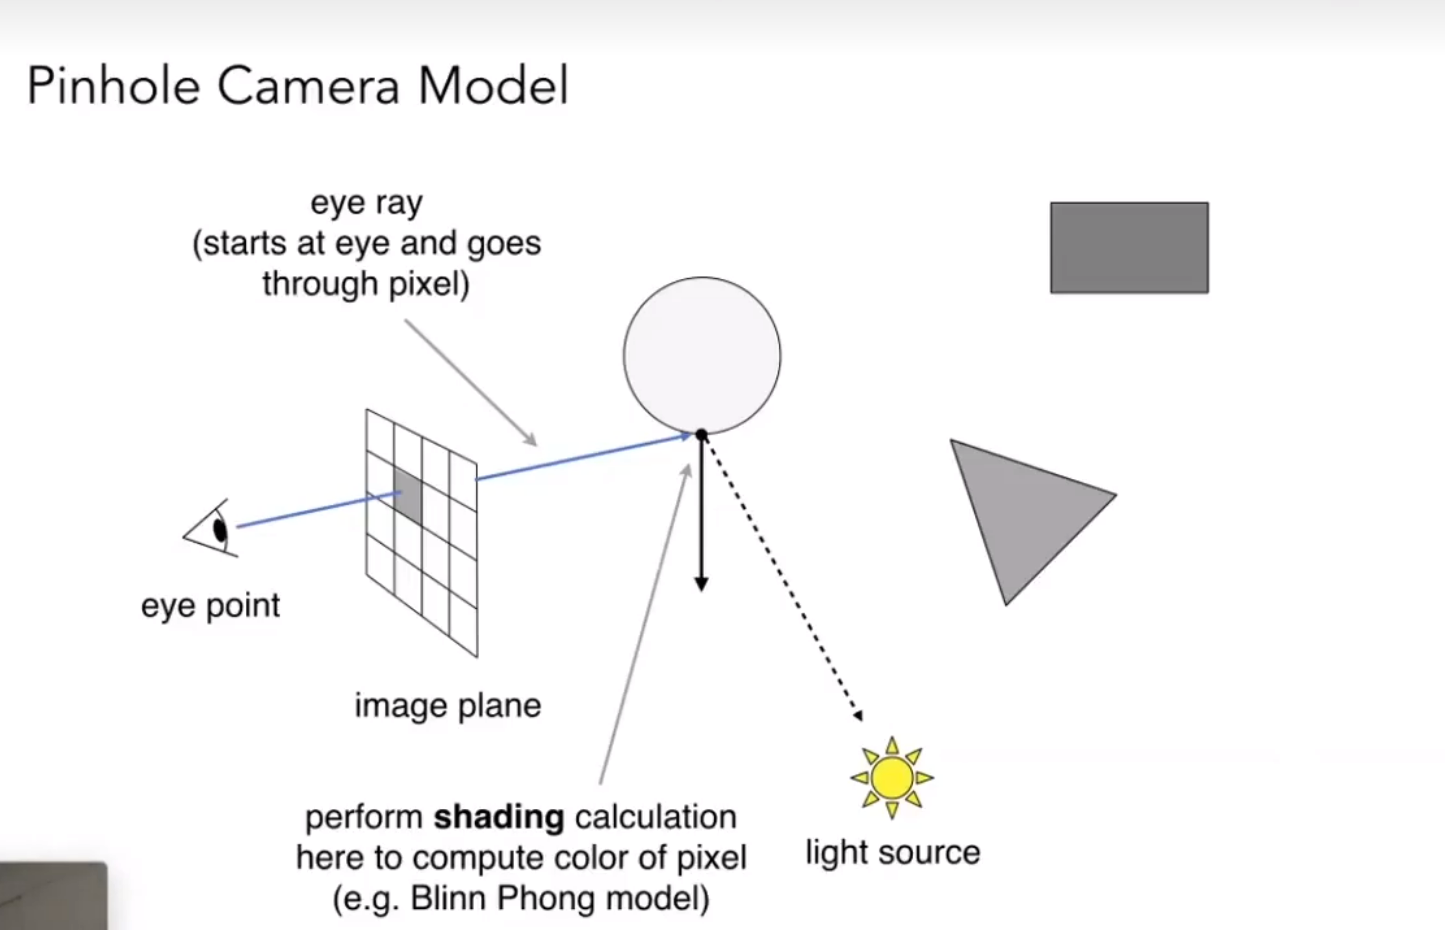 Pinhole Camera Model
eye ray
(starts at eye and goes
through pixel)
eye point
image plane
perform shading calculation
here to compute color of pixel
(e.g. Blinn Phong model)
light source